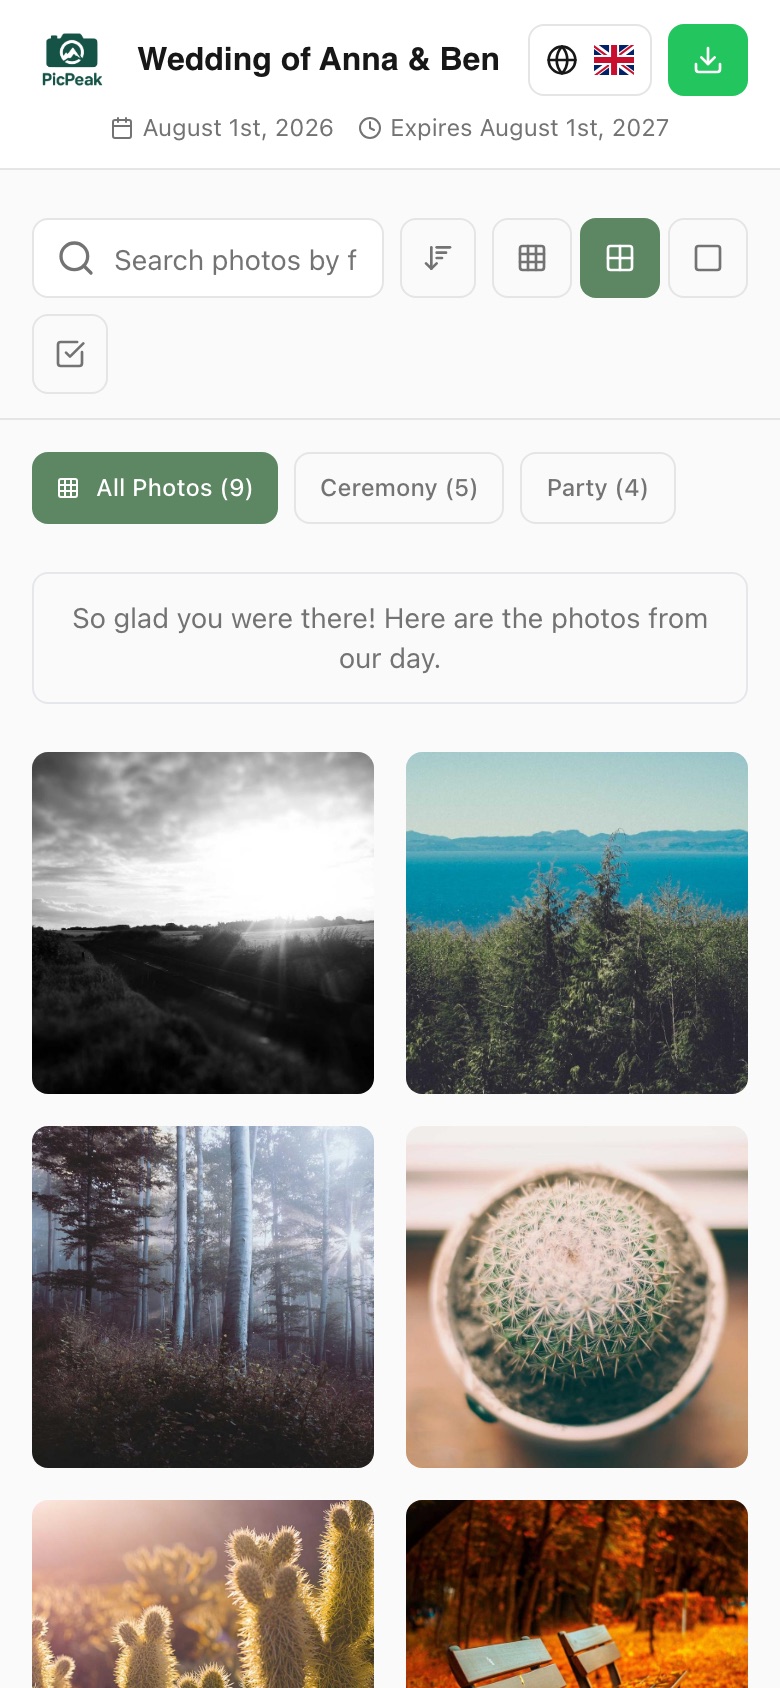 PicPeak
Wedding of Anna & Ben
August 1st, 2026 Expires August 1st, 2027
Search photos by f
All Photos (9) Ceremony (5) Party (4)
So glad you were there! Here are the photos from
our day.